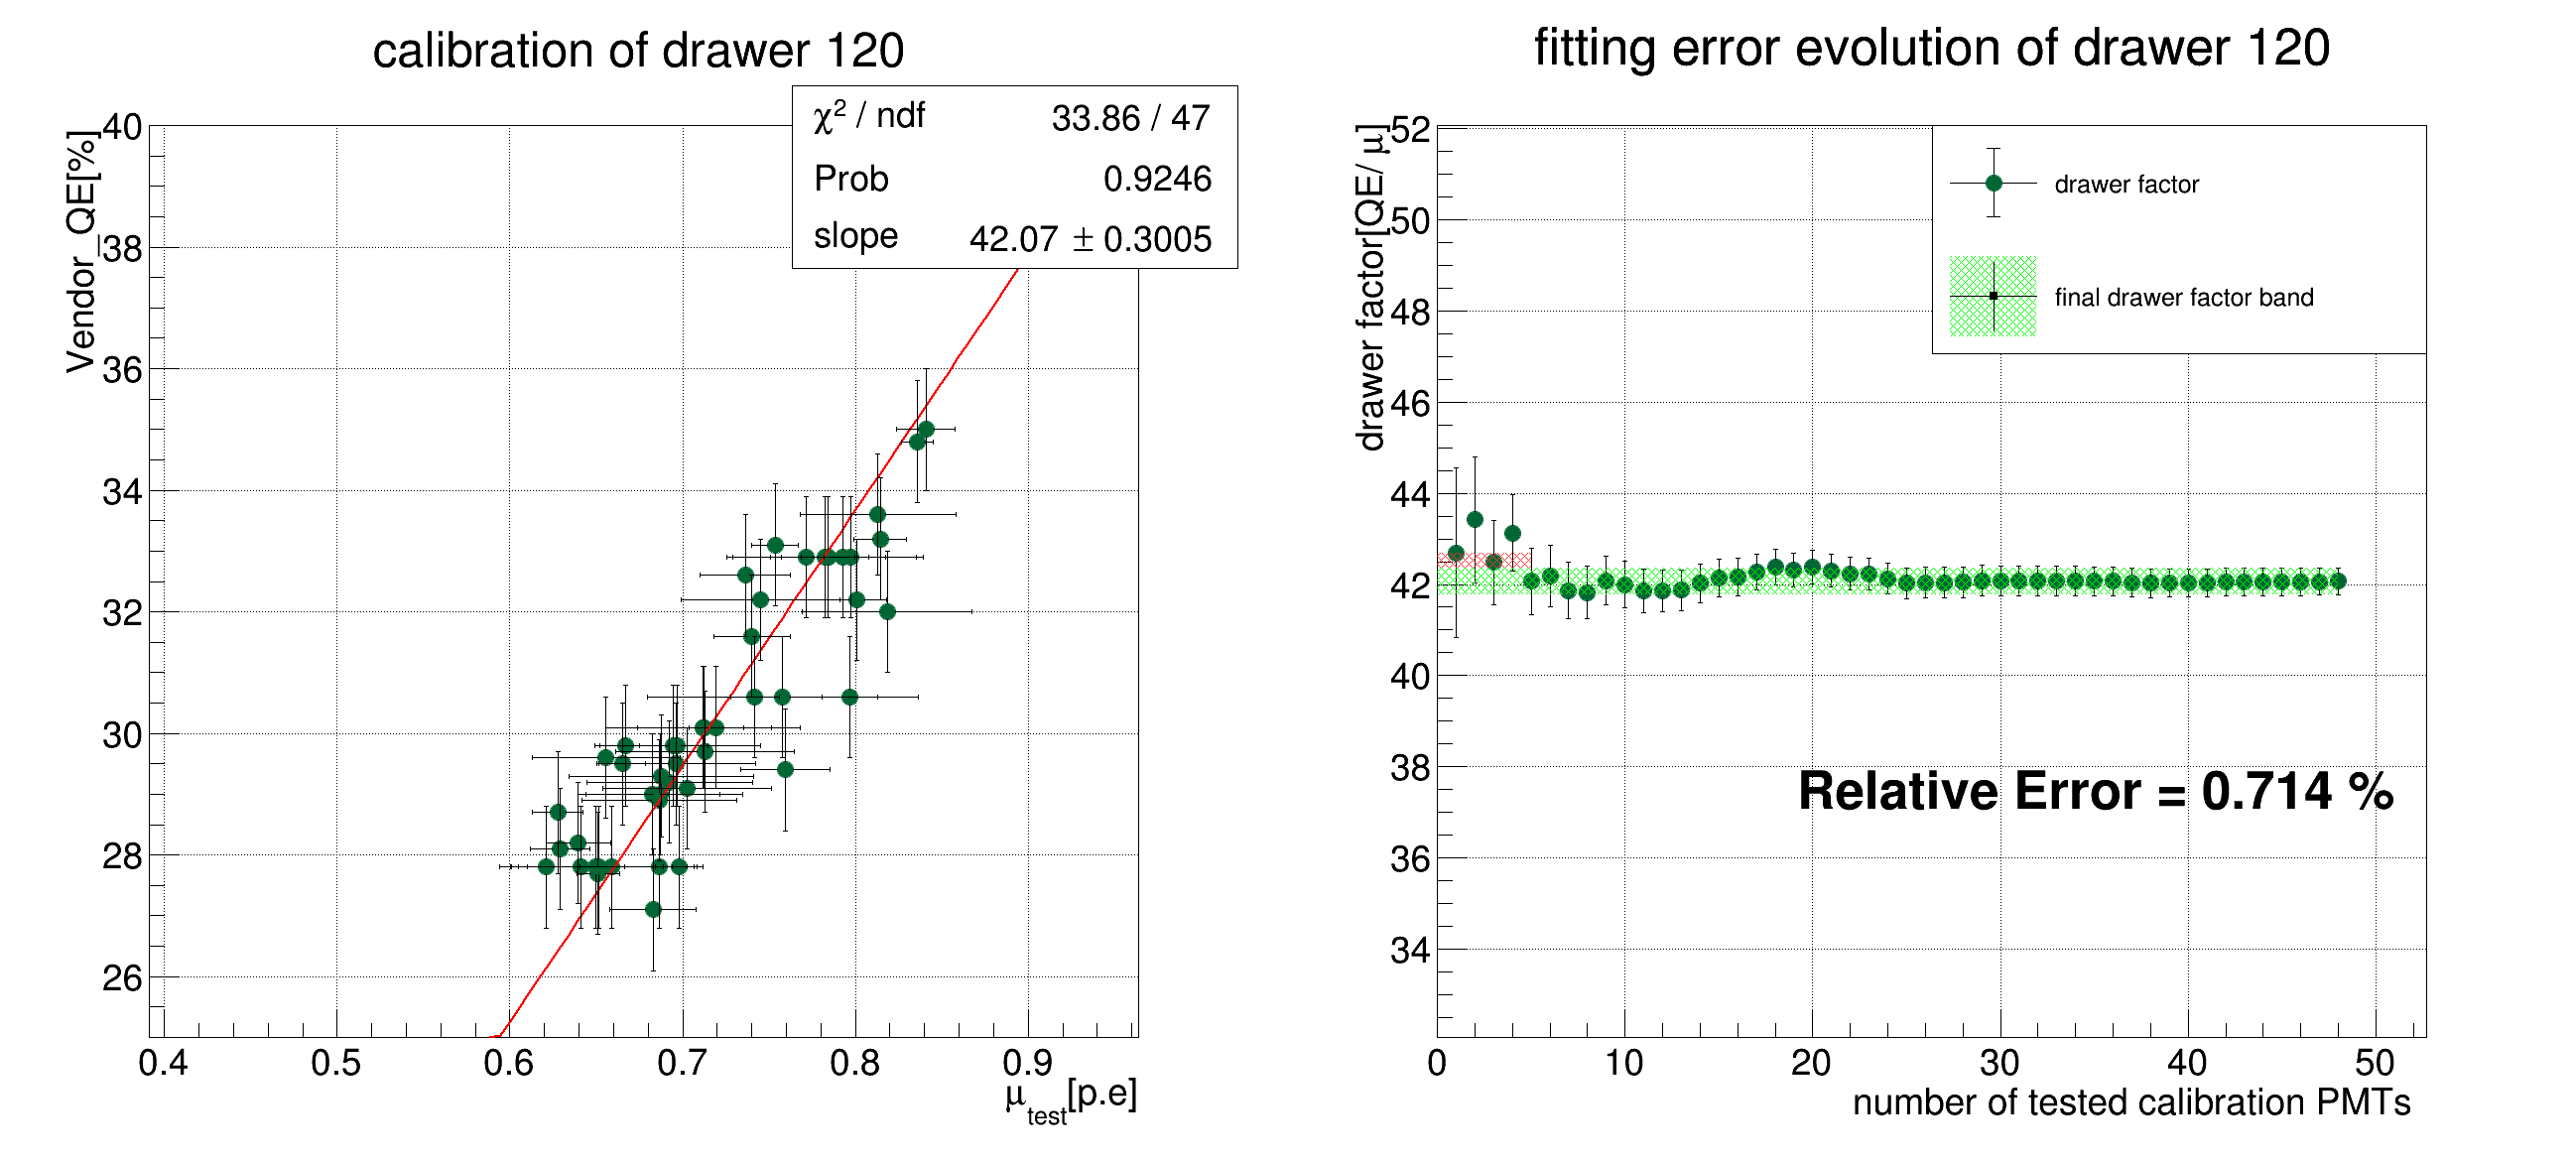 calibration of drawer 120
χ² / ndf 33.86 / 47
Prob 0.9246
slope 42.07 ± 0.3005
Vendor_QE[%]
40
38
36
34
32
30
28
26
0.4 0.5 0.6 0.7 0.8 0.9
μtest[p.e]
fitting error evolution of drawer 120
drawer factor
final drawer factor band
drawer factor[QE/ μ]
52
50
48
46
44
42
40
38
36
34
Relative Error = 0.714 %
0 10 20 30 40 50
number of tested calibration PMTs